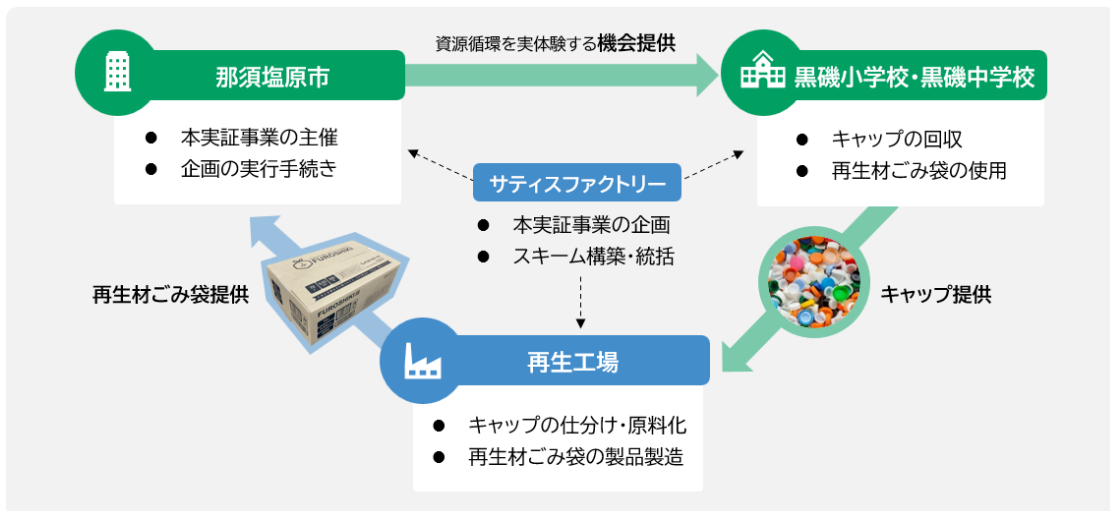 資源循環を実体験する機会提供
那須塩原市
● 本実証事業の主催
● 企画の実行手続き
黒磯小学校・黒磯中学校
● キャップの回収
● 再生材ごみ袋の使用
サティスファクトリー
● 本実証事業の企画
● スキーム構築・統括
再生材ごみ袋提供
FUROSHIKI
FUROSHIKI
キャップ提供
再生工場
● キャップの仕分け・原料化
● 再生材ごみ袋の製品製造